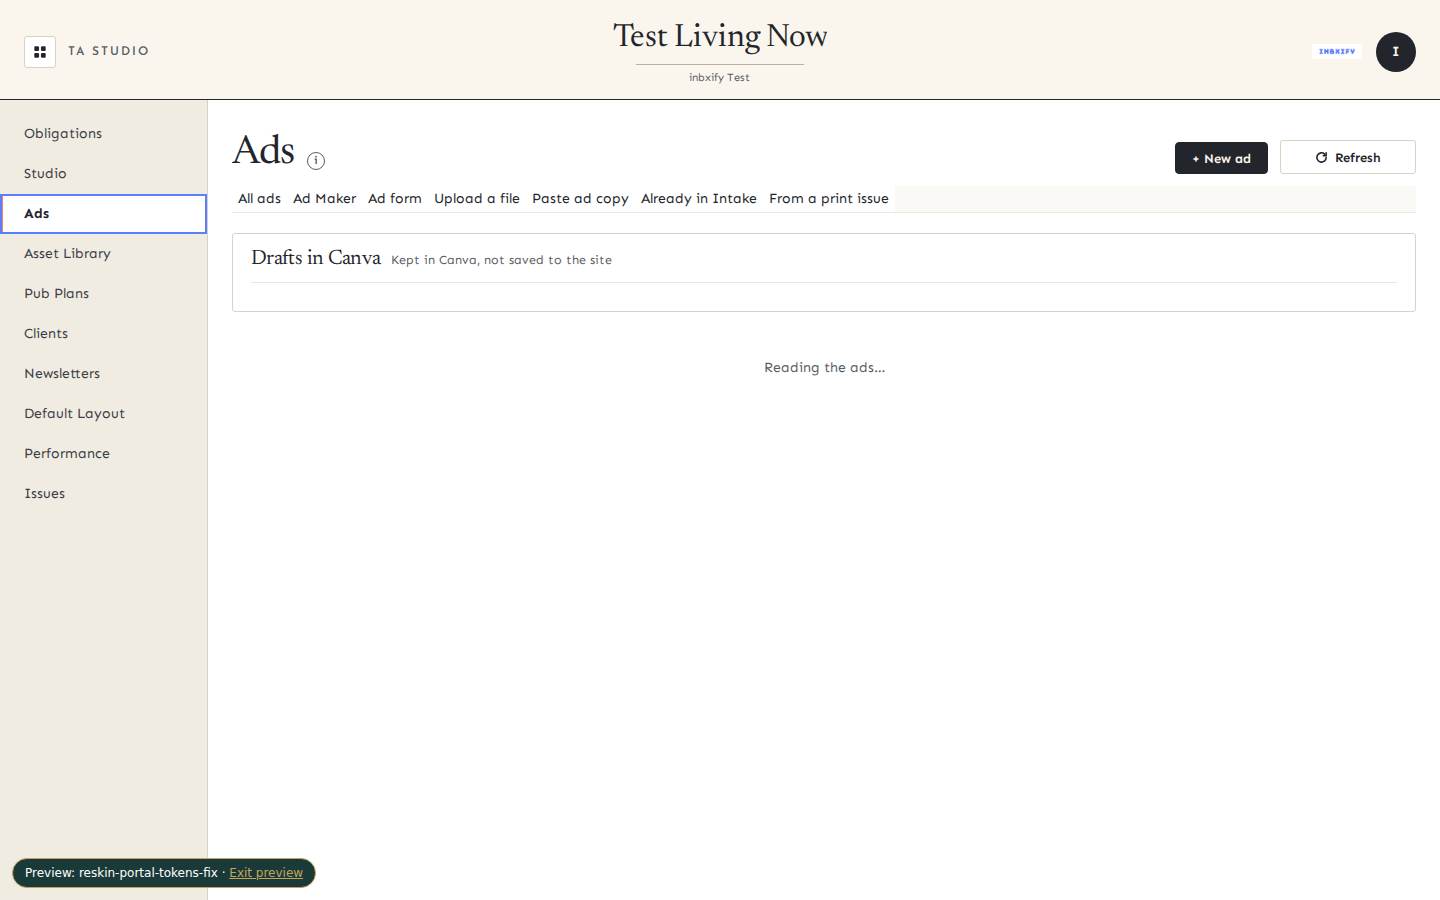 TA STUDIO
Test Living Now
inbxify Test
INBXIFY
I
Obligations
Studio
Ads
Asset Library
Pub Plans
Clients
Newsletters
Default Layout
Performance
Issues
Ads i
+ New ad
Refresh
All ads Ad Maker Ad form Upload a file Paste ad copy Already in Intake From a print issue
Drafts in Canva Kept in Canva, not saved to the site
Reading the ads...
Preview: reskin-portal-tokens-fix · Exit preview